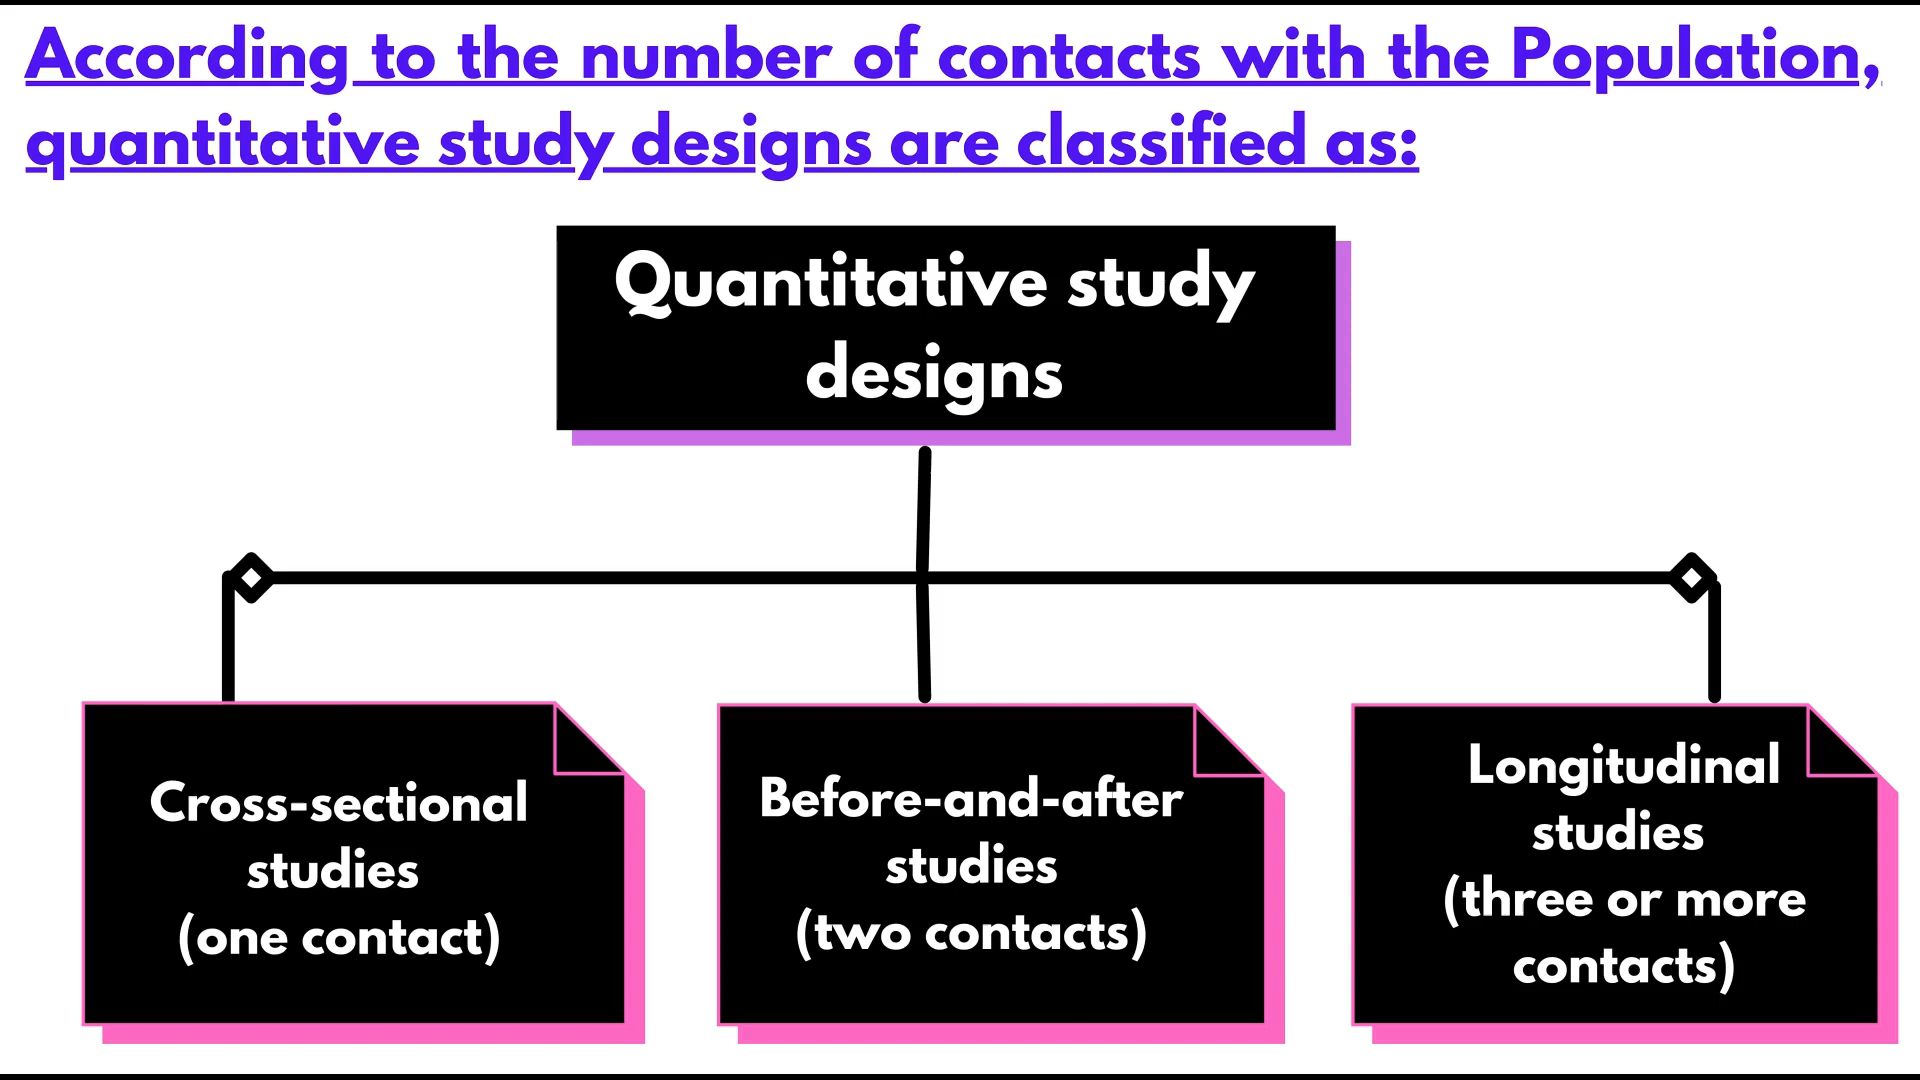 According to the number of contacts with the Population,
quantitative study designs are classified as:
Quantitative study
designs
Cross-sectional
studies
(one contact)
Before-and-after
studies
(two contacts)
Longitudinal
studies
(three or more
contacts)